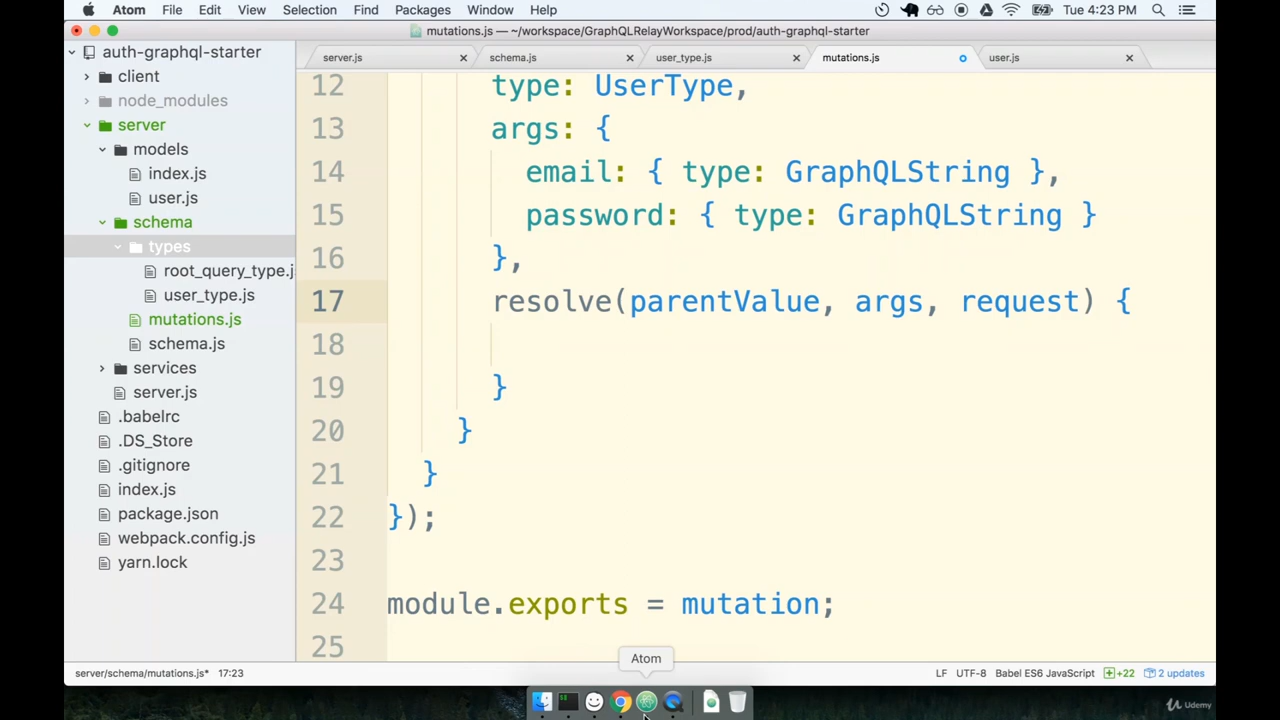 Atom File Edit View Selection Find Packages Window Help Tue 4:23 PM
mutations.js — ~/workspace/GraphQLRelayWorkspace/prod/auth-graphql-starter
auth-graphql-starter
client
node_modules
server
models
index.js
user.js
schema
types
root_query_type.j
user_type.js
mutations.js
schema.js
services
server.js
.babelrc
.DS_Store
.gitignore
index.js
package.json
webpack.config.js
yarn.lock
server.js schema.js user_type.js mutations.js user.js
12 type: UserType,
13 args: {
14 email: { type: GraphQLString },
15 password: { type: GraphQLString }
16 },
17 resolve(parentValue, args, request) {
18
19 }
20 }
21 }
22 });
23
24 module.exports = mutation;
25
Atom
server/schema/mutations.js* 17:23 LF UTF-8 Babel ES6 JavaScript +22 2 updates
Udemy